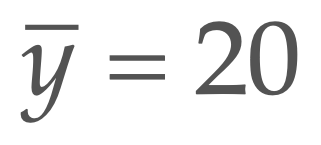 y̅ = 20